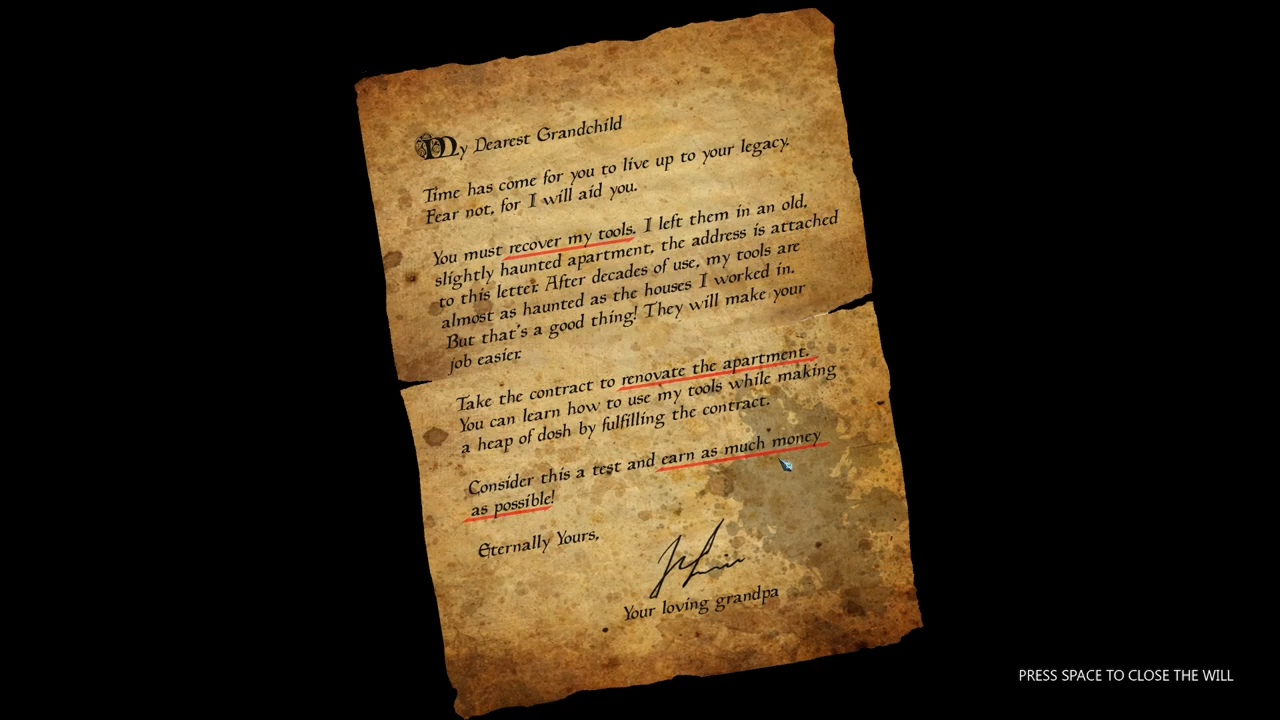 My Dearest Grandchild
Time has come for you to live up to your legacy.
Fear not, for I will aid you.
You must recover my tools. I left them in an old,
slightly haunted apartment, the address is attached
to this letter. After decades of use, my tools are
almost as haunted as the houses I worked in.
But that's a good thing! They will make your
job easier.
Take the contract to renovate the apartment.
You can learn how to use my tools while making
a heap of dosh by fulfilling the contract.
Consider this a test and earn as much money
as possible!
Eternally Yours,
Your loving grandpa
PRESS SPACE TO CLOSE THE WILL